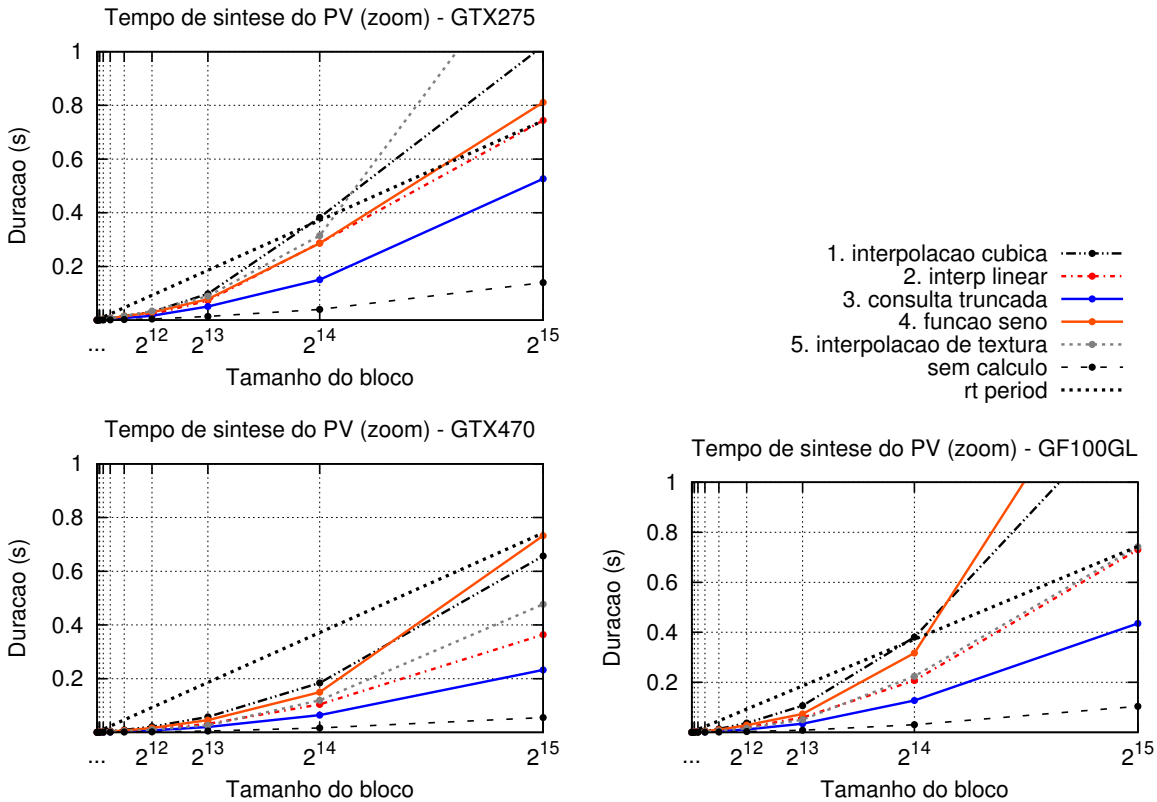 Tempo de sintese do PV (zoom) - GTX275
1
0.8
0.6
0.4
0.2
Duracao (s)
... 2^12 2^13 2^14 2^15
Tamanho do bloco
1. interpolacao cubica
2. interp linear
3. consulta truncada
4. funcao seno
5. interpolacao de textura
sem calculo
rt period
Tempo de sintese do PV (zoom) - GTX470
1
0.8
0.6
0.4
0.2
Duracao (s)
... 2^12 2^13 2^14 2^15
Tamanho do bloco
Tempo de sintese do PV (zoom) - GF100GL
1
0.8
0.6
0.4
0.2
Duracao (s)
... 2^12 2^13 2^14 2^15
Tamanho do bloco